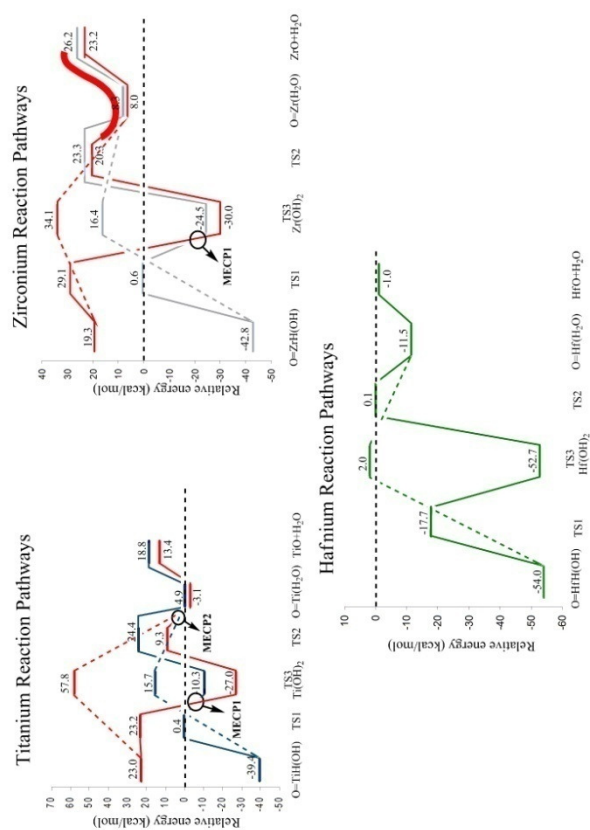 Titanium Reaction Pathways
Relative energy (kcal/mol)
70
60
50
40
30
20
10
0
-10
-20
-30
-40
-50
23.0
-39.4
23.2
0.4
57.8
15.7
10.3
-27.0
24.4
9.3
4.9
-3.1
18.8
13.4
MECP1
MECP2
O=TiH(OH)
TS1
TS3
Ti(OH)2
TS2
O=Ti(H2O)
TiO+H2O
Zirconium Reaction Pathways
Relative energy (kcal/mol)
40
30
20
10
0
-10
-20
-30
-40
-50
19.3
-42.8
29.1
0.6
34.1
16.4
-24.5
-30.0
23.3
20.3
8.3
8.0
26.2
23.2
MECP1
O=ZrH(OH)
TS1
TS3
Zr(OH)2
TS2
O=Zr(H2O)
ZrO+H2O
Hafnium Reaction Pathways
Relative energy (kcal/mol)
10
0
-10
-20
-30
-40
-50
-60
-54.0
-17.7
2.0
-52.7
0.1
-11.5
-1.0
O=HfH(OH)
TS1
TS3
Hf(OH)2
TS2
O=Hf(H2O)
HfO+H2O